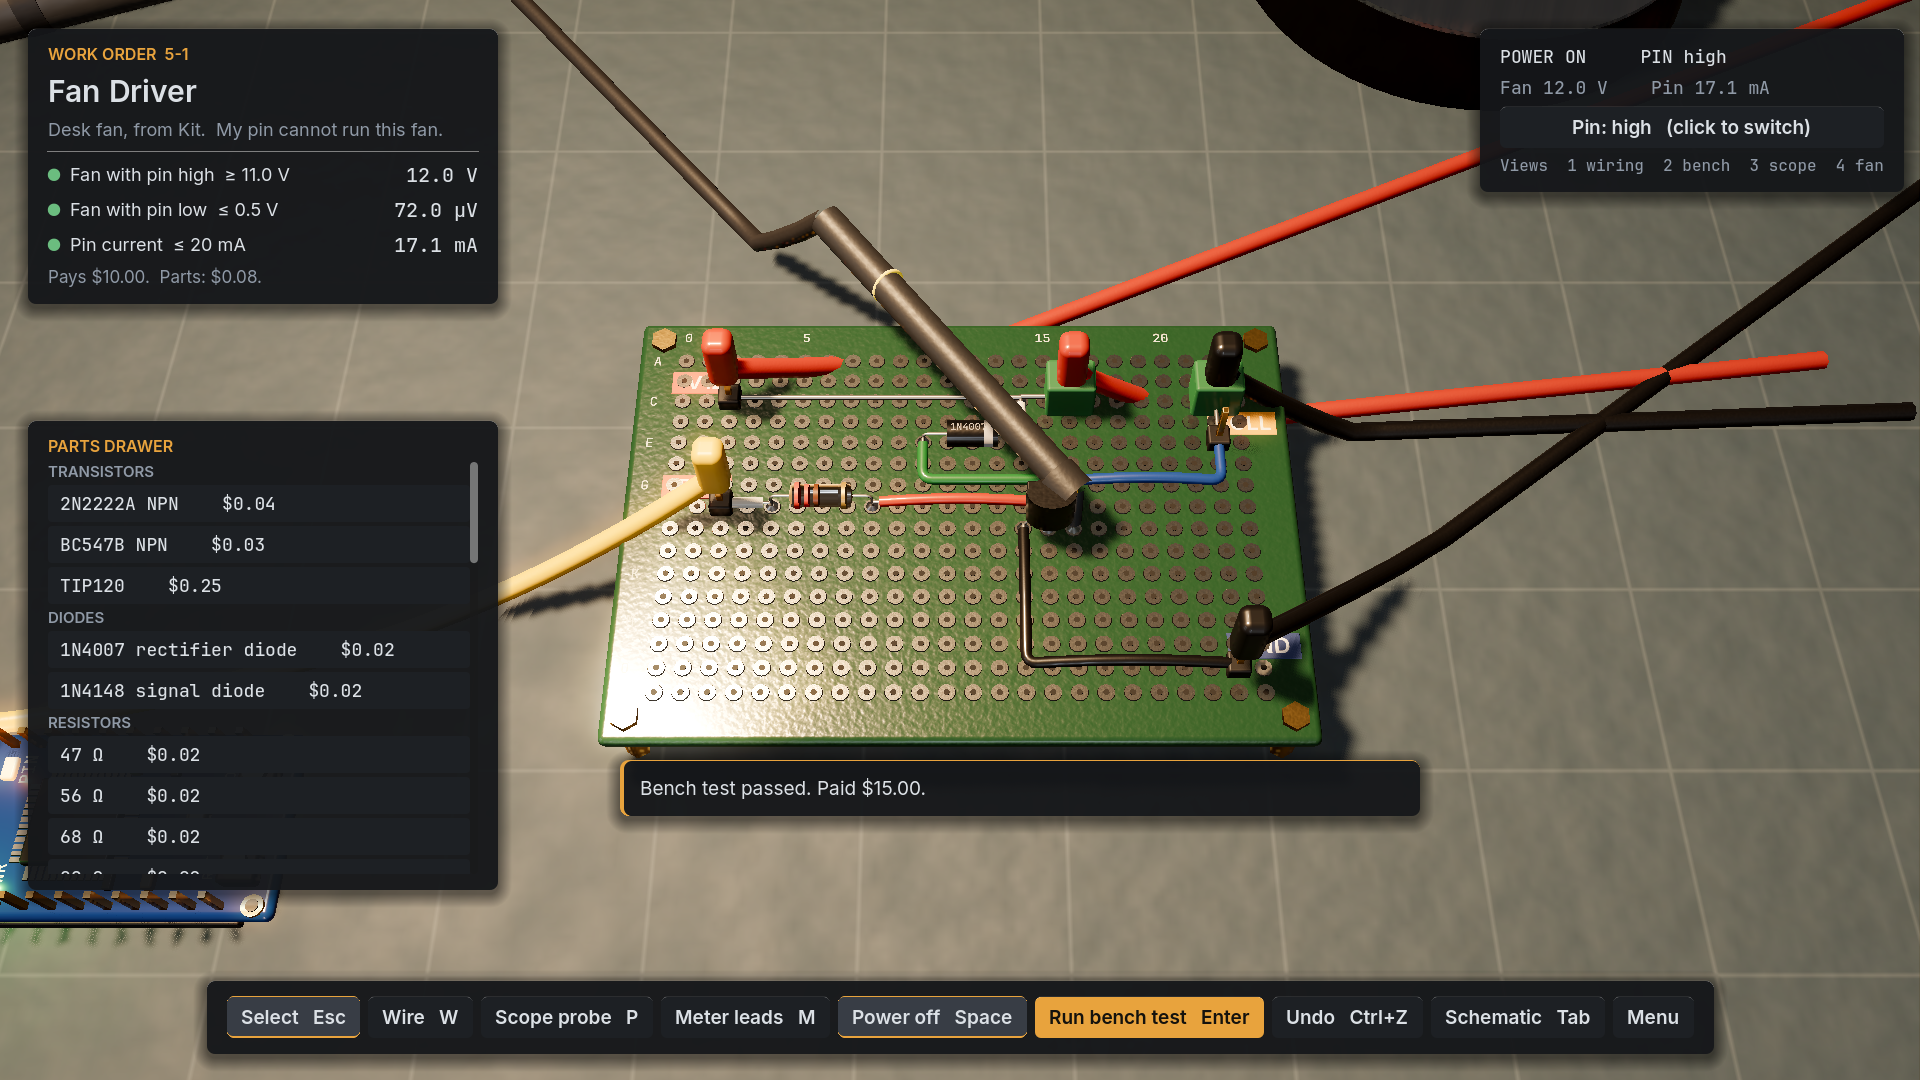 WORK ORDER 5-1
Fan Driver
Desk fan, from Kit. My pin cannot run this fan.
Fan with pin high ≥ 11.0 V 12.0 V
Fan with pin low ≤ 0.5 V 72.0 µV
Pin current ≤ 20 mA 17.1 mA
Pays $10.00. Parts: $0.08.
POWER ON PIN high
Fan 12.0 V Pin 17.1 mA
Pin: high (click to switch)
Views 1 wiring 2 bench 3 scope 4 fan
0 5 15 20
A
C
E
G
1N4007
PARTS DRAWER
TRANSISTORS
2N2222A NPN $0.04
BC547B NPN $0.03
TIP120 $0.25
DIODES
1N4007 rectifier diode $0.02
1N4148 signal diode $0.02
RESISTORS
47 Ω $0.02
56 Ω $0.02
68 Ω $0.02
Bench test passed. Paid $15.00.
Select Esc
Wire W
Scope probe P
Meter leads M
Power off Space
Run bench test Enter
Undo Ctrl+Z
Schematic Tab
Menu